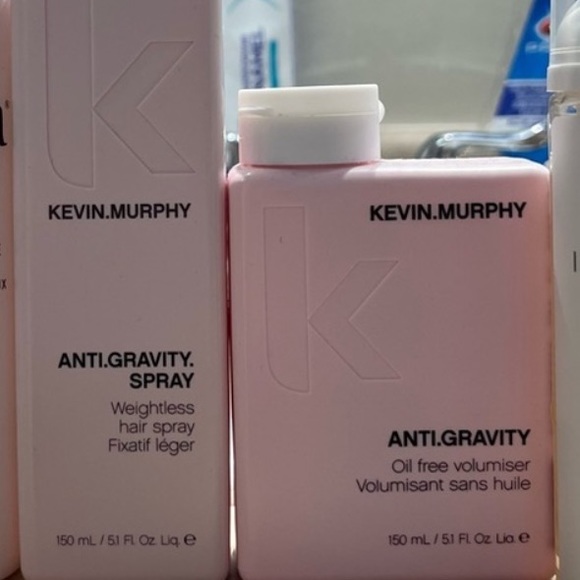 KEVIN.MURPHY
ANTI.GRAVITY.
SPRAY
Weightless
hair spray
Fixatif léger
150 mL / 5.1 Fl. Oz. Liq. e
KEVIN.MURPHY
ANTI.GRAVITY
Oil free volumiser
Volumisant sans huile
150 mL / 5.1 Fl. Oz. Liq. e